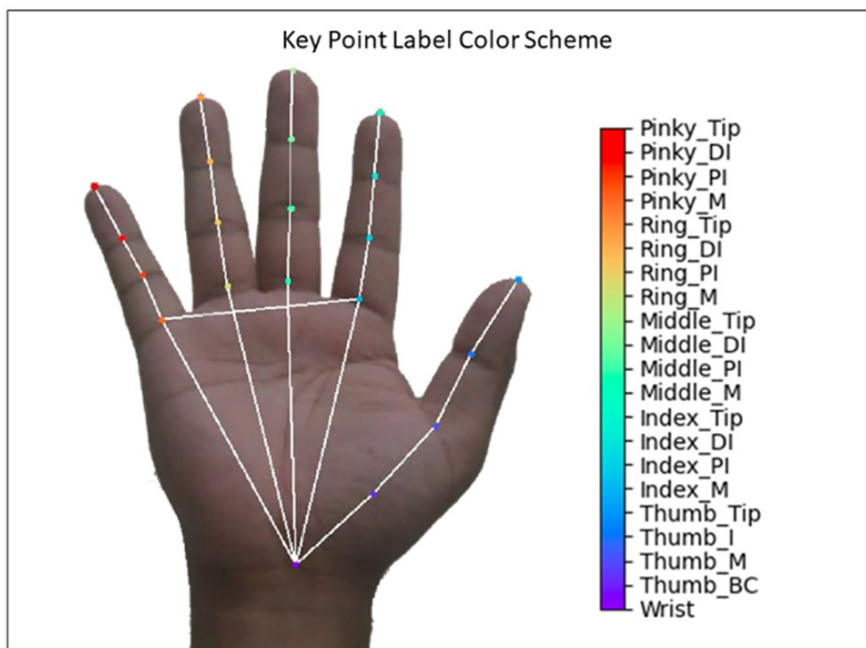 Key Point Label Color Scheme
Pinky_Tip
Pinky_DI
Pinky_PI
Pinky_M
Ring_Tip
Ring_DI
Ring_PI
Ring_M
Middle_Tip
Middle_DI
Middle_PI
Middle_M
Index_Tip
Index_DI
Index_PI
Index_M
Thumb_Tip
Thumb_I
Thumb_M
Thumb_BC
Wrist